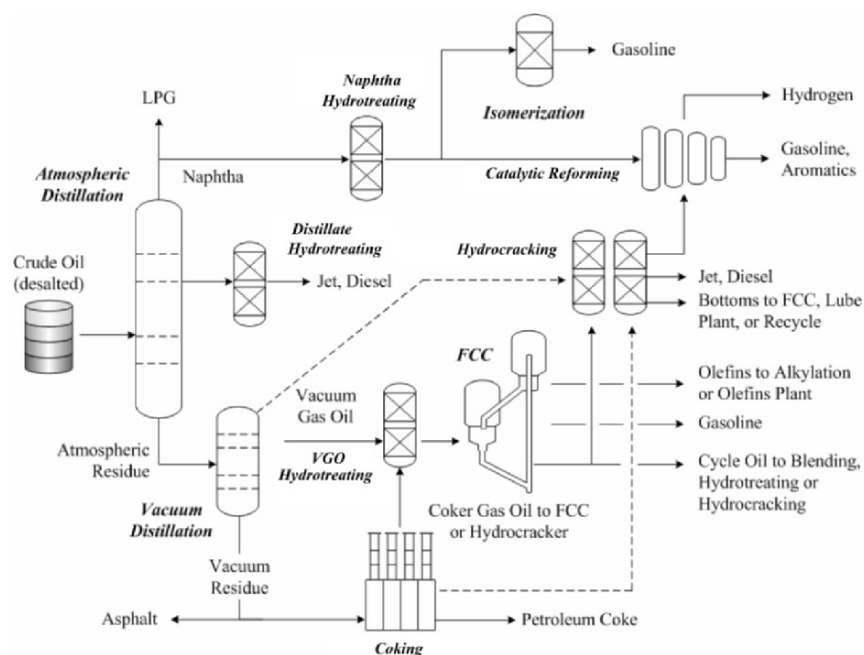 Naphtha
Hydrotreating
Gasoline
Isomerization
LPG
Hydrogen
Atmospheric
Distillation
Naphtha
Catalytic Reforming
Gasoline,
Aromatics
Distillate
Hydrotreating
Hydrocracking
Crude Oil
(desalted)
Jet, Diesel
Jet, Diesel
Bottoms to FCC, Lube
Plant, or Recycle
FCC
Vacuum
Gas Oil
Olefins to Alkylation
or Olefins Plant
Gasoline
Atmospheric
Residue
VGO
Hydrotreating
Cycle Oil to Blending,
Hydrotreating or
Hydrocracking
Vacuum
Distillation
Coker Gas Oil to FCC
or Hydrocracker
Vacuum
Residue
Asphalt
Petroleum Coke
Coking